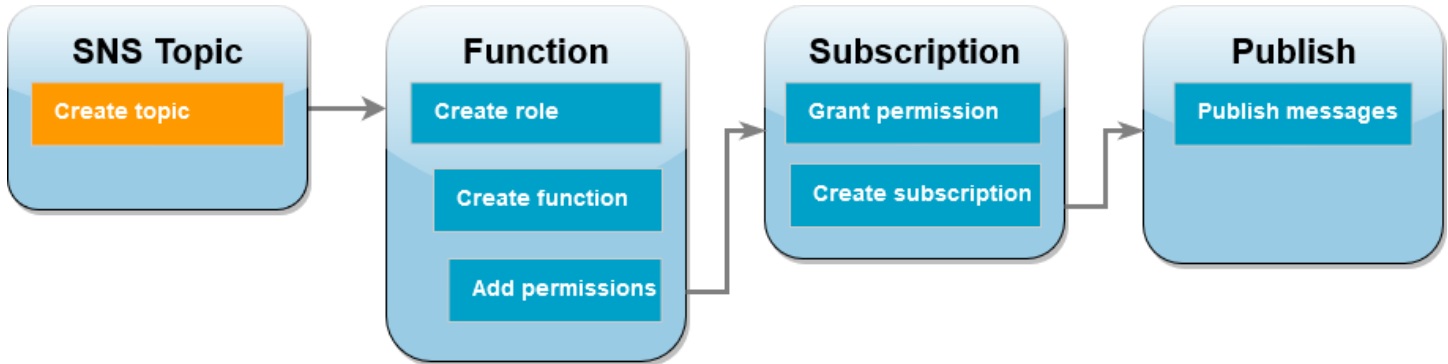 SNS Topic
Create topic
Function
Create role
Create function
Add permissions
Subscription
Grant permission
Create subscription
Publish
Publish messages